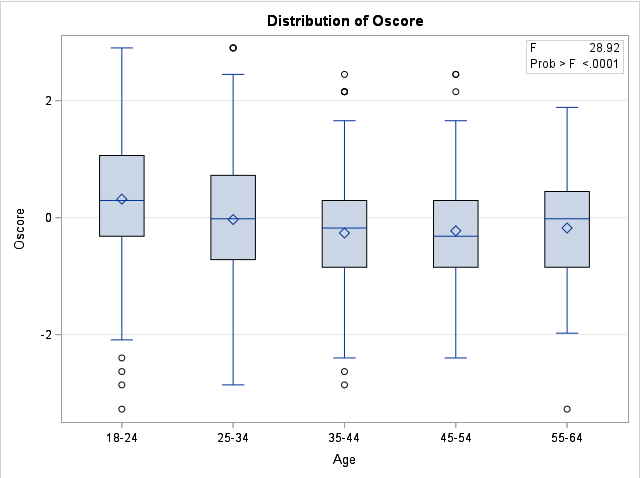 Distribution of Oscore
F 28.92
Prob > F <.0001
2
0
-2
Oscore
18-24 25-34 35-44 45-54 55-64
Age